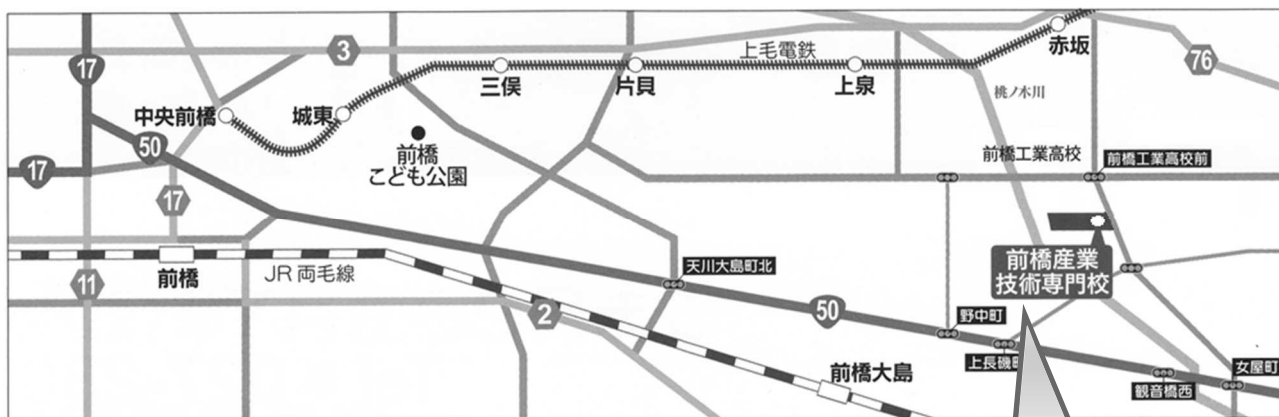 赤坂
3
上毛電鉄
17
76
三俣
片貝
上泉
桃ノ木川
中央前橋
城東
50
前橋
こども公園
前橋工業高校
前橋工業高校前
17
17
前橋
JR両毛線
天川大島町北
前橋産業
技術専門校
11
2
50
野中町
上長磯町
前橋大島
観音橋西
女屋町